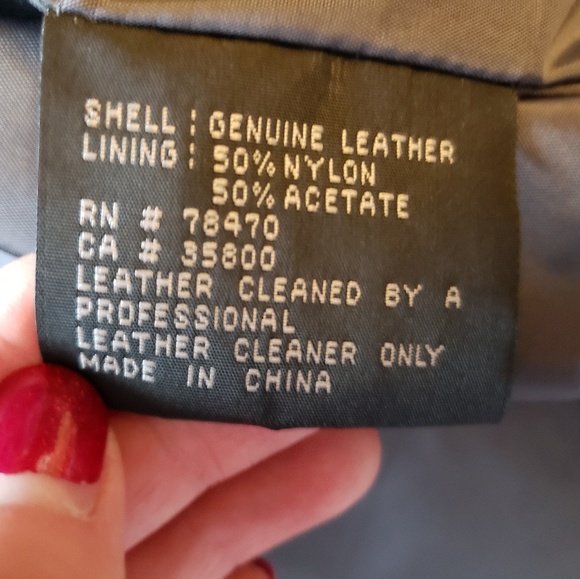 SHELL : GENUINE LEATHER
LINING : 50% NYLON
50% ACETATE
RN # 78470
CA # 35800
LEATHER CLEANED BY A
PROFESSIONAL
LEATHER CLEANER ONLY
MADE IN CHINA